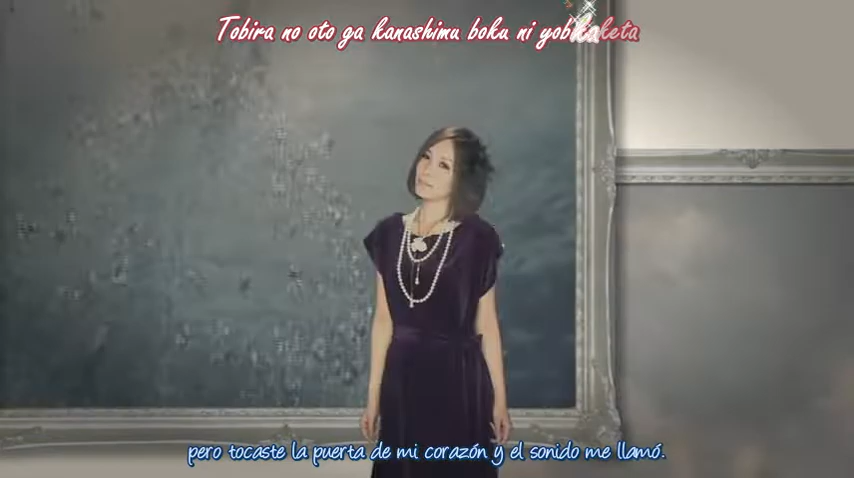 Tobira no oto ga kanashimu boku ni yobikaketa
pero tocaste la puerta de mi corazón y el sonido me llamó.